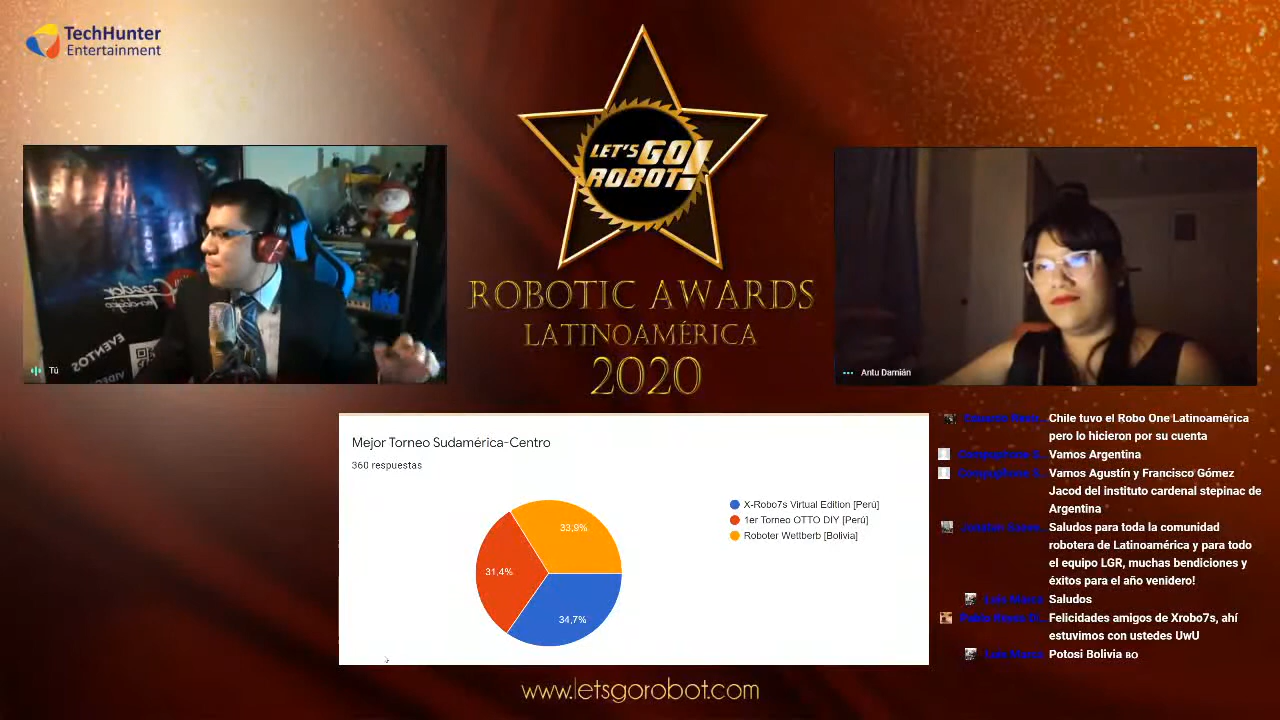 TechHunter
Entertainment
LET'S GO
ROBOT!
ROBOTIC AWARDS
LATINOAMÉRICA
2020
EVENTOS
Tú
Antu Damián
Mejor Torneo Sudamérica-Centro
360 respuestas
33,9%
31,4%
34,7%
X-Robo7s Virtual Edition [Perú]
1er Torneo OTTO DIY [Perú]
Roboter Wettberb [Bolivia]
Chile tuvo el Robo One Latinoamérica
pero lo hicieron por su cuenta
Vamos Argentina
Vamos Agustín y Francisco Gómez
Jacod del instituto cardenal stepinac de
Argentina
Saludos para toda la comunidad
robotera de Latinoamérica y para todo
el equipo LGR, muchas bendiciones y
éxitos para el año venidero!
Saludos
Felicidades amigos de Xrobo7s, ahí
estuvimos con ustedes UwU
Potosi Bolivia BO
www.letsgorobot.com